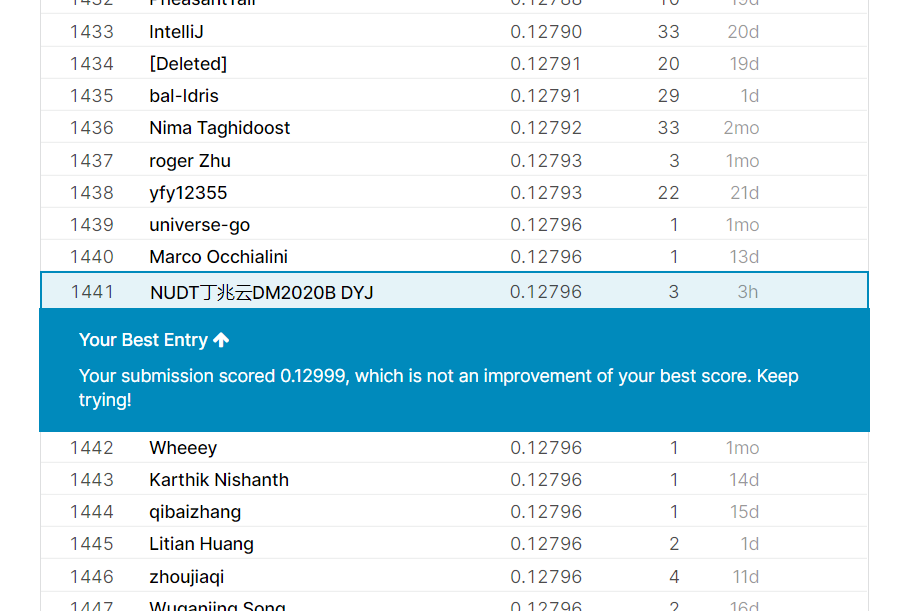 1432 PheasantTail 0.12788 10 19d
1433 IntelliJ 0.12790 33 20d
1434 [Deleted] 0.12791 20 19d
1435 bal-Idris 0.12791 29 1d
1436 Nima Taghidoost 0.12792 33 2mo
1437 roger Zhu 0.12793 3 1mo
1438 yfy12355 0.12793 22 21d
1439 universe-go 0.12796 1 1mo
1440 Marco Occhialini 0.12796 1 13d
1441 NUDT丁兆云DM2020B DYJ 0.12796 3 3h
Your Best Entry ↑
Your submission scored 0.12999, which is not an improvement of your best score. Keep
trying!
1442 Wheeey 0.12796 1 1mo
1443 Karthik Nishanth 0.12796 1 14d
1444 qibaizhang 0.12796 1 15d
1445 Litian Huang 0.12796 2 1d
1446 zhoujiaqi 0.12796 4 11d
1447 0.12796 2 16d